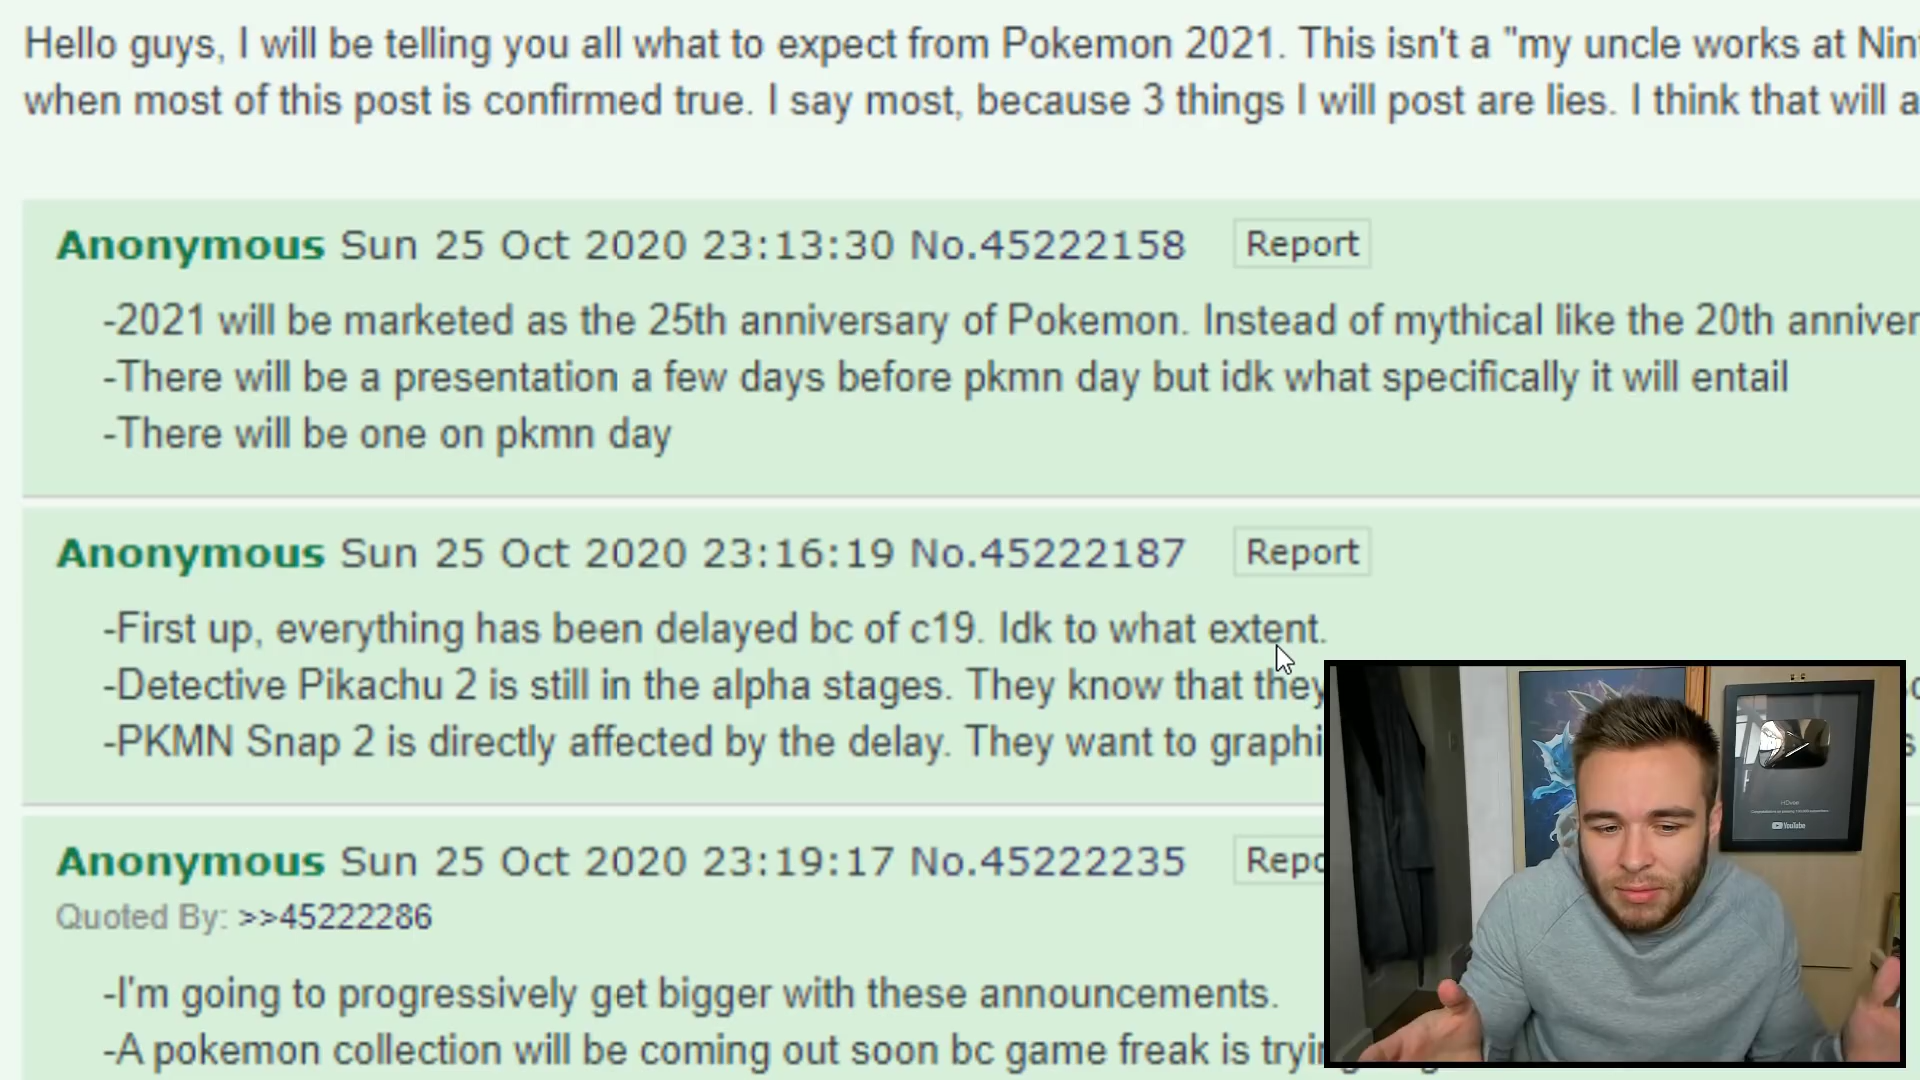 Hello guys, I will be telling you all what to expect from Pokemon 2021. This isn't a "my uncle works at
when most of this post is confirmed true. I say most, because 3 things I will post are lies. I think that will
Anonymous Sun 25 Oct 2020 23:13:30 No.45222158 Report
-2021 will be marketed as the 25th anniversary of Pokemon. Instead of mythical like the 20th
-There will be a presentation a few days before pkmn day but idk what specifically it will entail
-There will be one on pkmn day
Anonymous Sun 25 Oct 2020 23:16:19 No.45222187 Report
-First up, everything has been delayed bc of c19. Idk to what extent.
-Detective Pikachu 2 is still in the alpha stages. They know that they
-PKMN Snap 2 is directly affected by the delay. They want to
Anonymous Sun 25 Oct 2020 23:19:17 No.45222235
Quoted By: >>45222286
-I'm going to progressively get bigger with these announcements.
-A pokemon collection will be coming out soon bc game freak is
YouTube